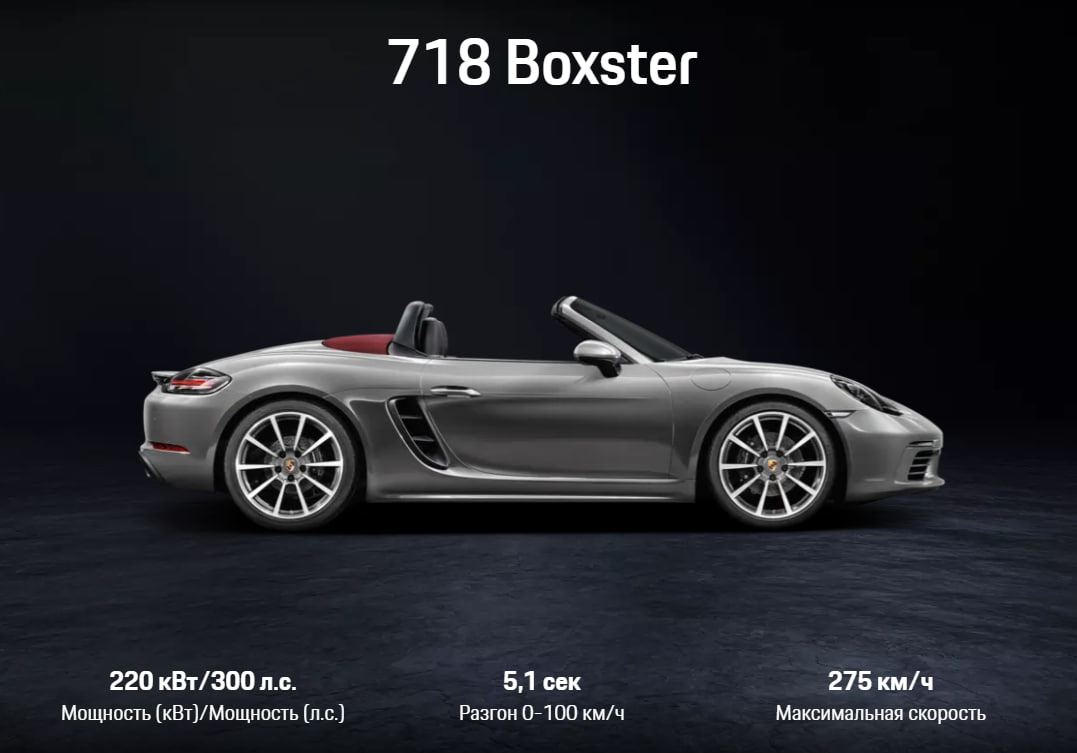 718 Boxster
220 кВт/300 л.с.
Мощность (кВт)/Мощность (л.с.)
5,1 сек
Разгон 0-100 км/ч
275 км/ч
Максимальная скорость